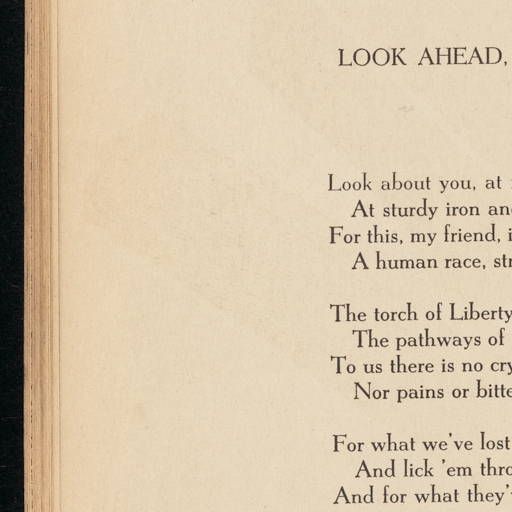 LOOK AHEAD,
Look about you, at
At sturdy iron an
For this, my friend, i
A human race, str
The torch of Liberty
The pathways of
To us there is no cry
Nor pains or bitte
For what we've lost
And lick 'em thro
And for what they'